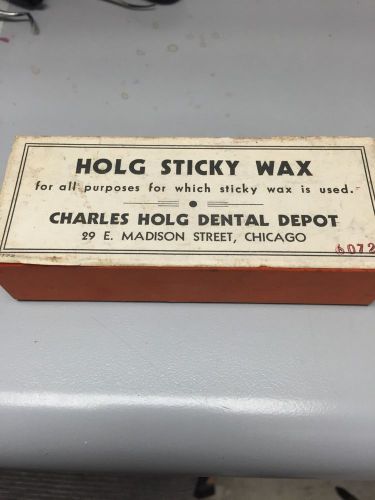 HOLG STICKY WAX
for all purposes for which sticky wax is used.
CHARLES HOLG DENTAL DEPOT
29 E. MADISON STREET, CHICAGO
6072